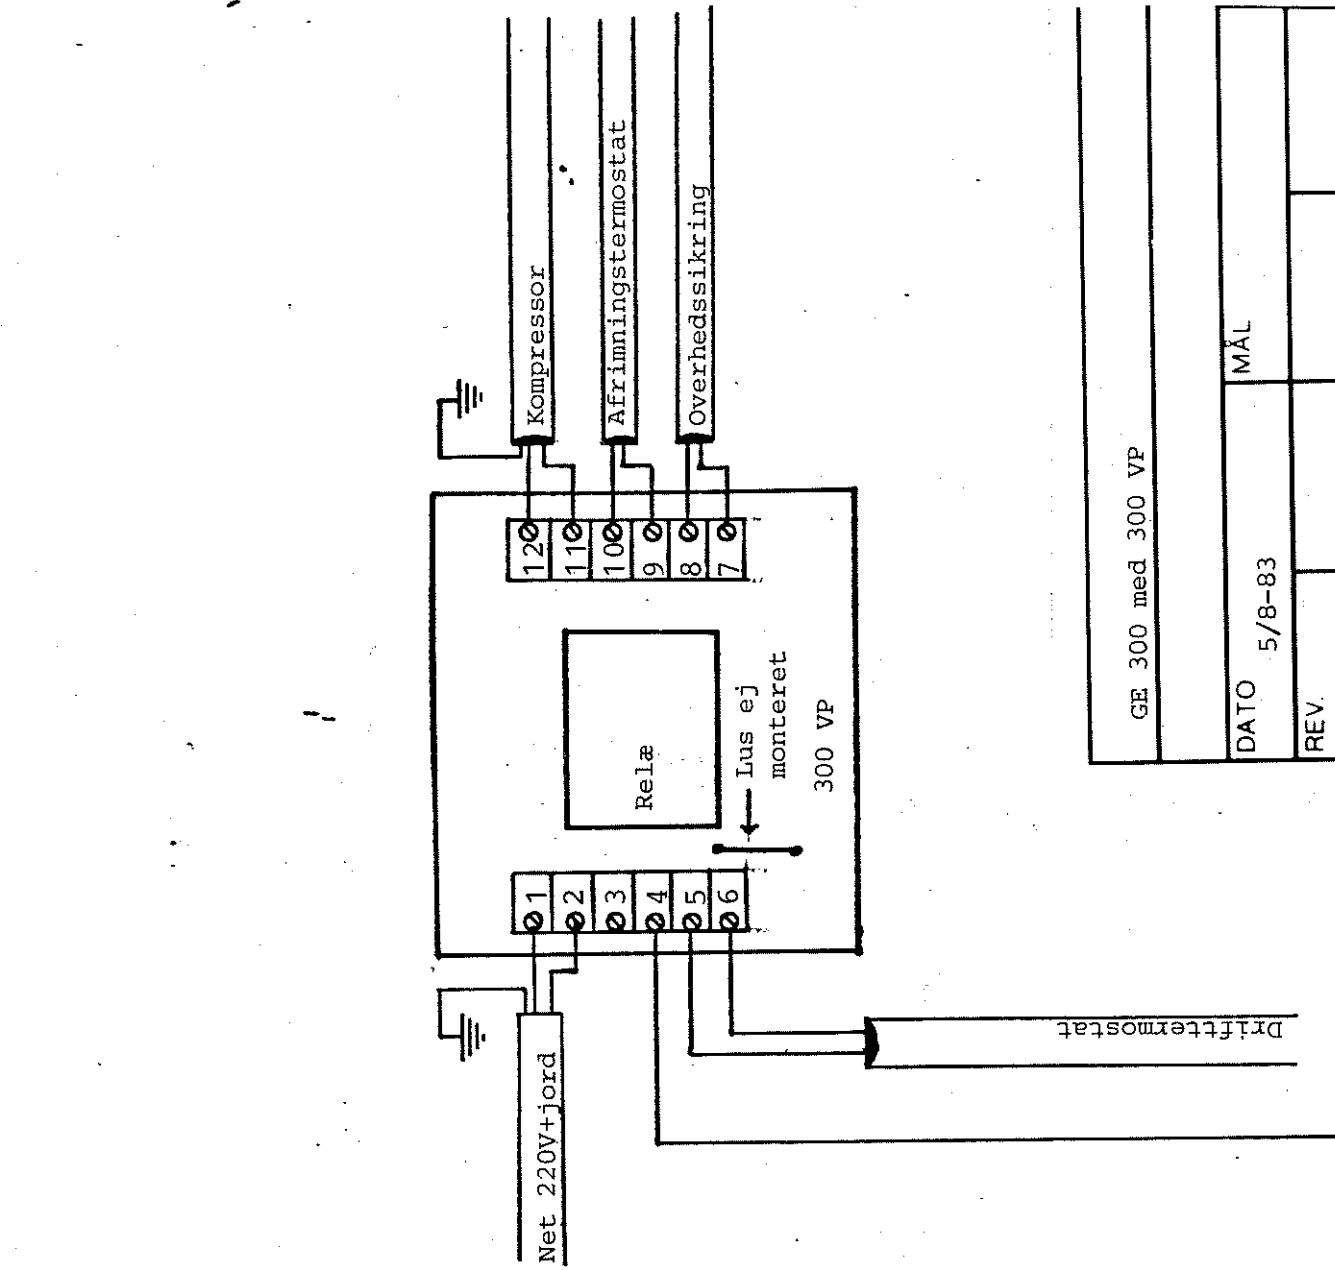 Kompressor
Afrimningstermostat
Overhedssikring
12
11
10
9
8
7
Relæ
Lus ej
monteret
300 VP
1
2
3
4
5
6
Net 220V+jord
Drifttermostat
GE 300 med 300 VP
DATO
5/8-83
MÅL
REV.